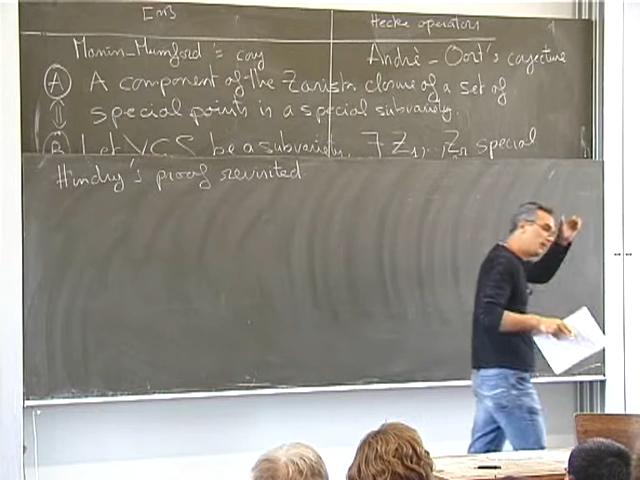 [m]
Hecke operators
Manin-Mumford's conj
André-Oort's conjecture
A A component of the Zariski closure of a set of
special points is a special subvariety.
B Let V⊂S be a subvariety. ∃ Z1, .., Zn special
Hindry's proof revisited